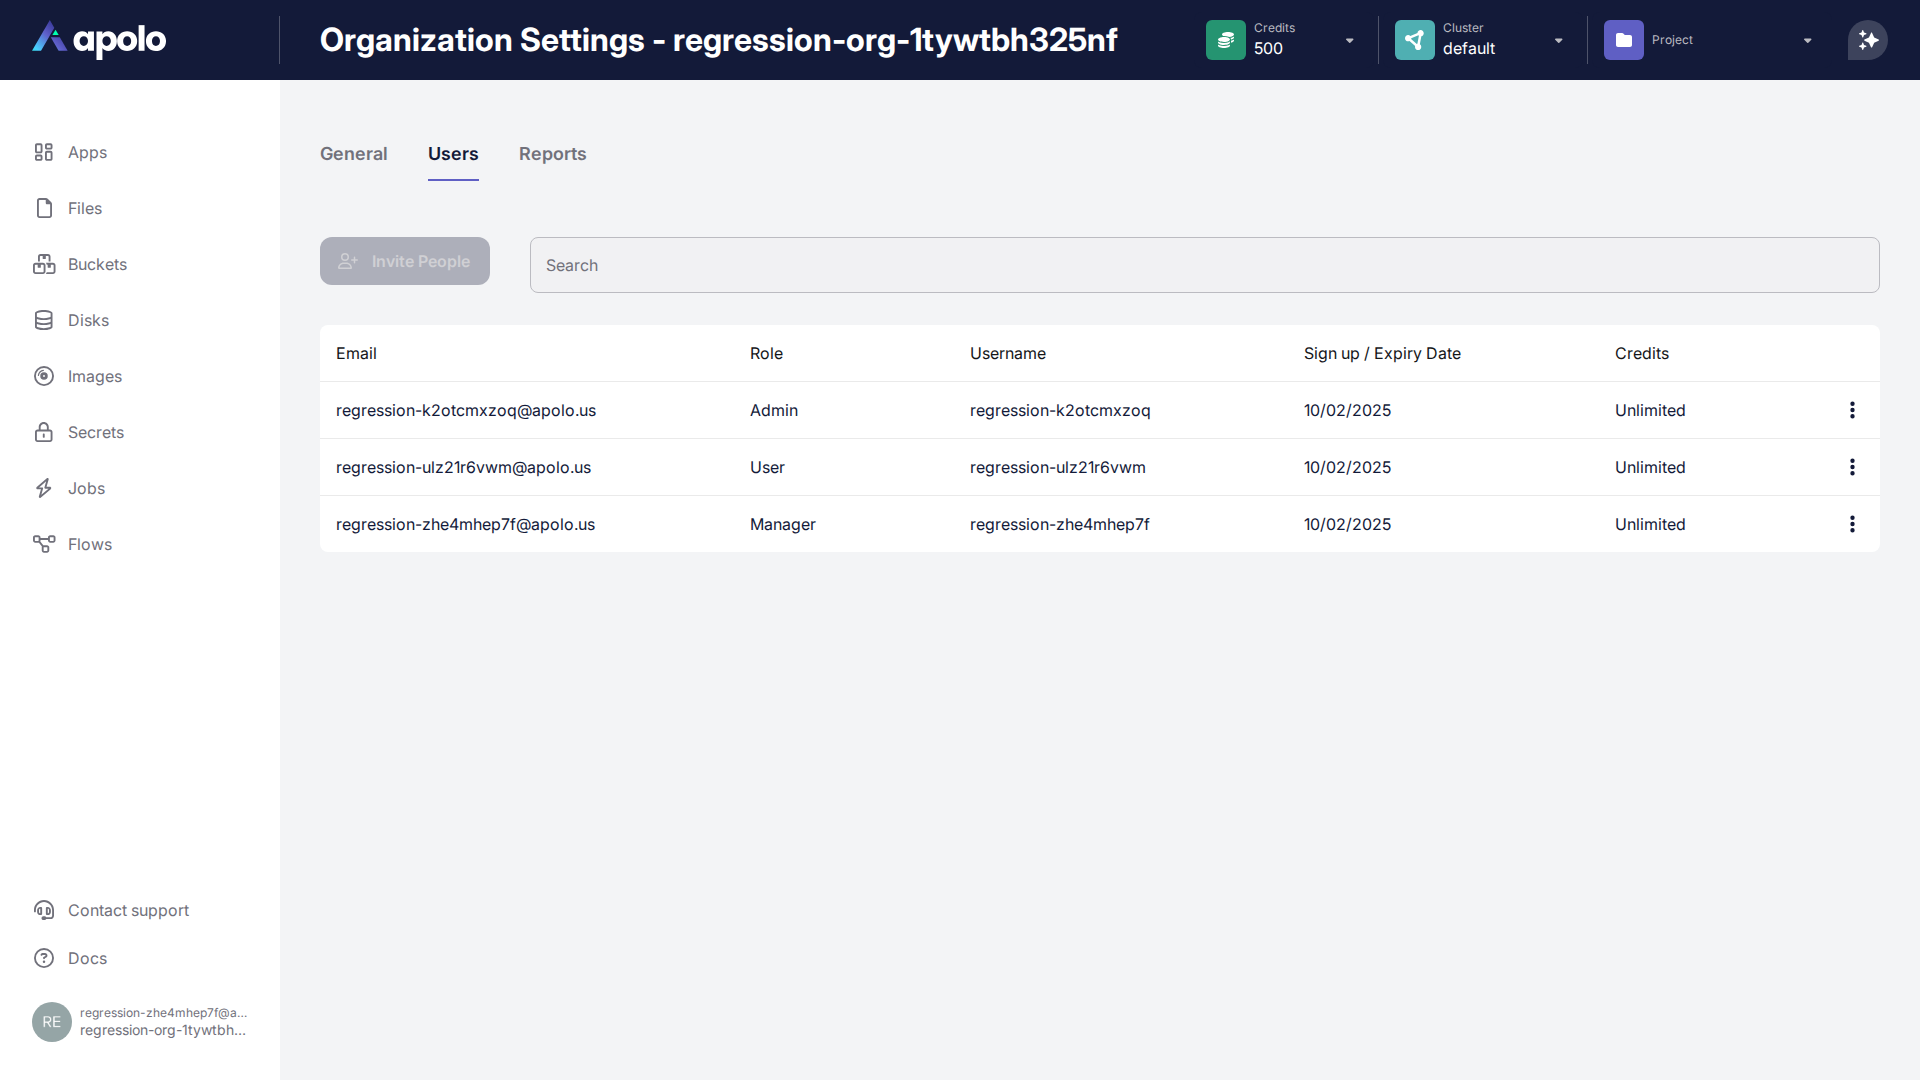 apolo
Organization Settings - regression-org-1tywtbh325nf
Credits
500
Cluster
default
Project
Apps
Files
Buckets
Disks
Images
Secrets
Jobs
Flows
General Users Reports
Invite People
Search
Email Role Username Sign up / Expiry Date Credits
regression-k2otcmxzoq@apolo.us Admin regression-k2otcmxzoq 10/02/2025 Unlimited
regression-ulz21r6vwm@apolo.us User regression-ulz21r6vwm 10/02/2025 Unlimited
regression-zhe4mhep7f@apolo.us Manager regression-zhe4mhep7f 10/02/2025 Unlimited
Contact support
Docs
RE
regression-zhe4mhep7f@a...
regression-org-1tywtbh...